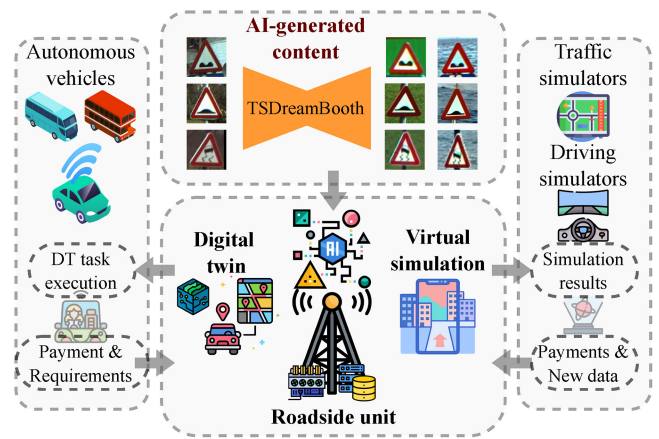 Autonomous
vehicles
DT task
execution
Payment &
Requirements
AI-generated
content
TSDreamBooth
Digital
twin
AI
Virtual
simulation
Roadside unit
Traffic
simulators
Driving
simulators
Simulation
results
Payments &
New data